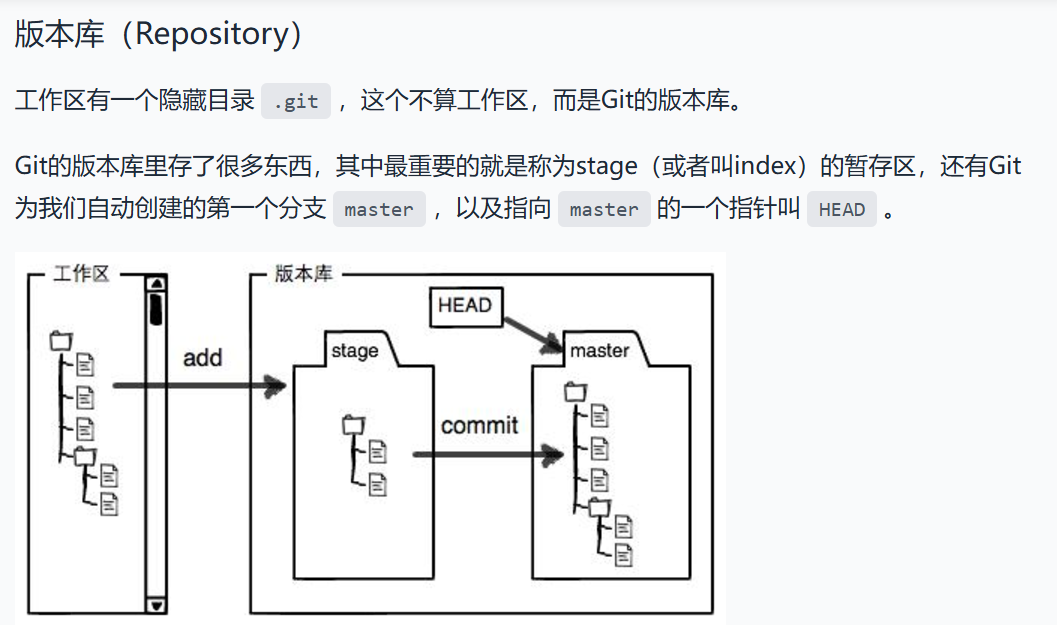 版本库（Repository）
工作区有一个隐藏目录 .git ，这个不算工作区，而是Git的版本库。
Git的版本库里存了很多东西，其中最重要的就是称为stage（或者叫index）的暂存区，还有Git
为我们自动创建的第一个分支 master ，以及指向 master 的一个指针叫 HEAD 。
工作区
版本库
HEAD
stage
master
add
commit